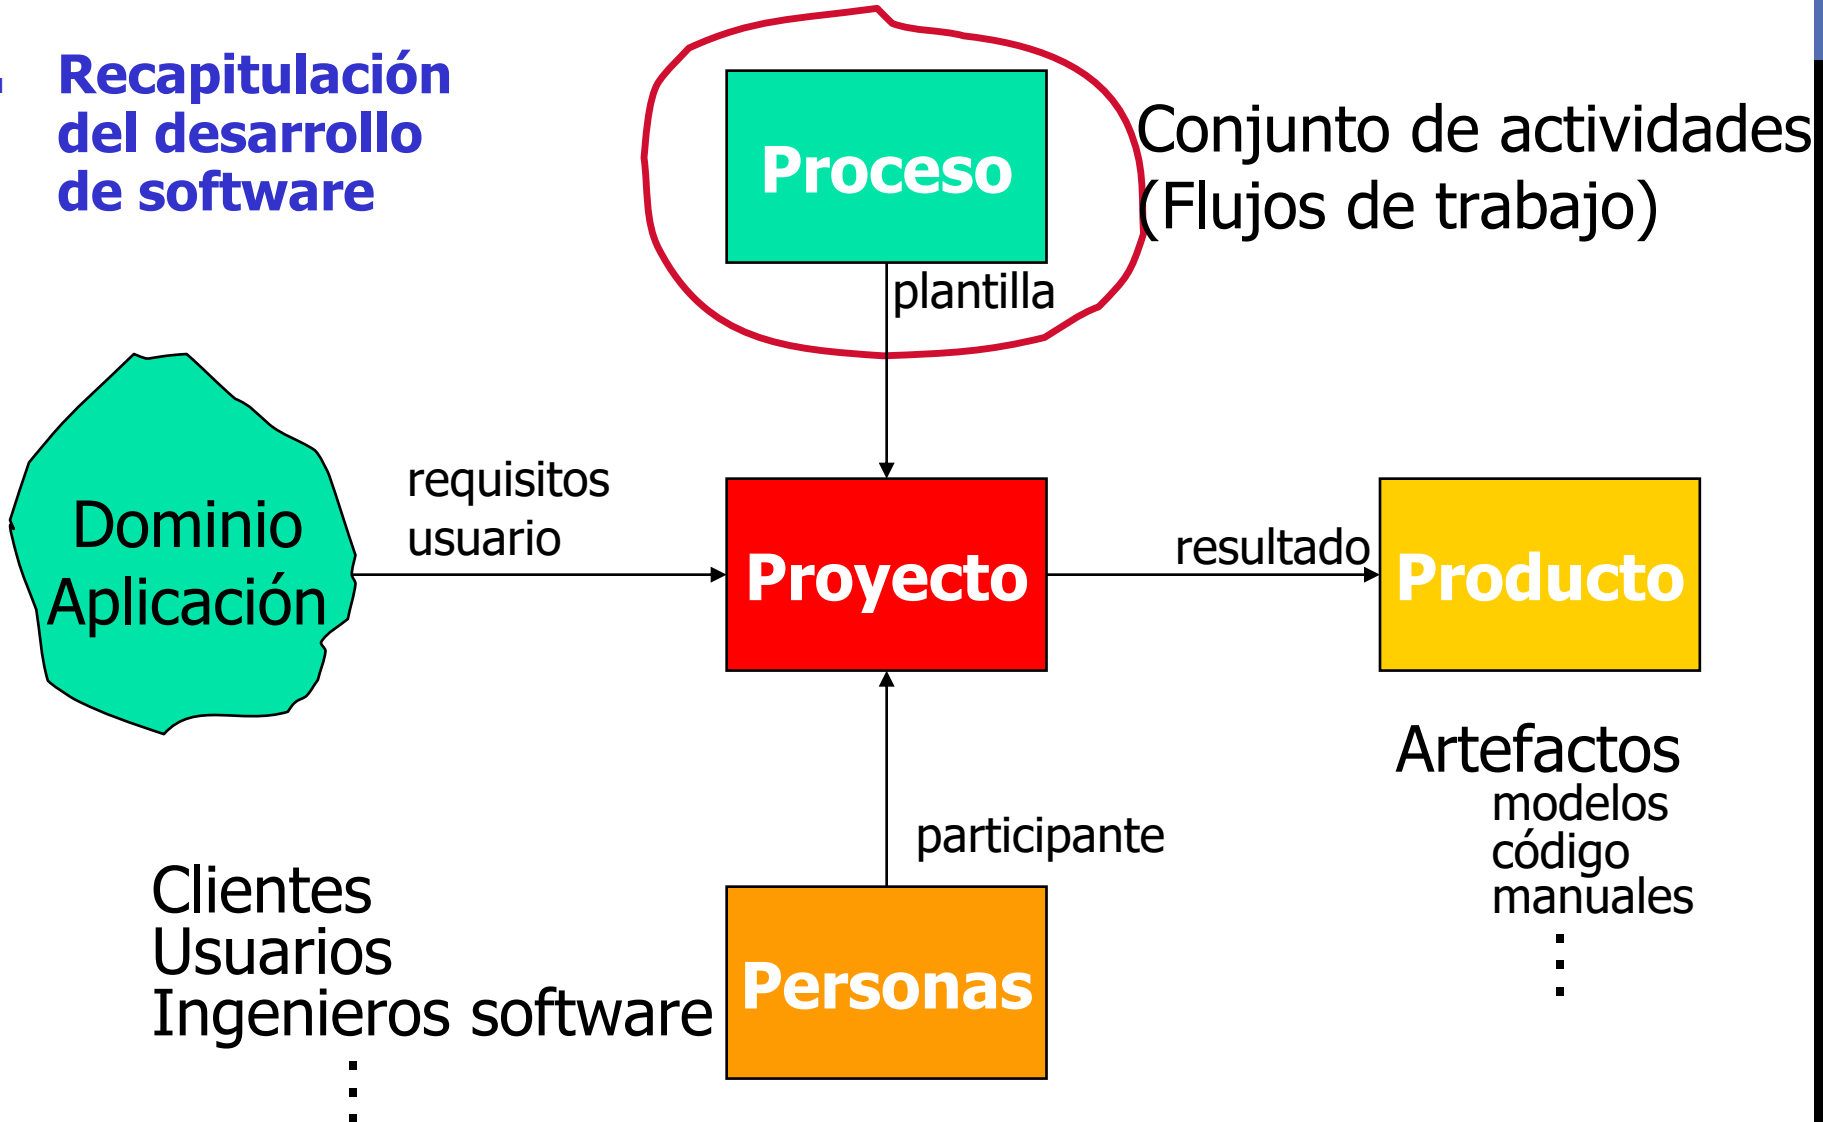 Recapitulación
del desarrollo
de software
Proceso
Conjunto de actividades
(Flujos de trabajo)
plantilla
Dominio
Aplicación
requisitos
usuario
Proyecto
resultado
Producto
Artefactos
modelos
código
manuales
participante
Clientes
Usuarios
Ingenieros software
Personas